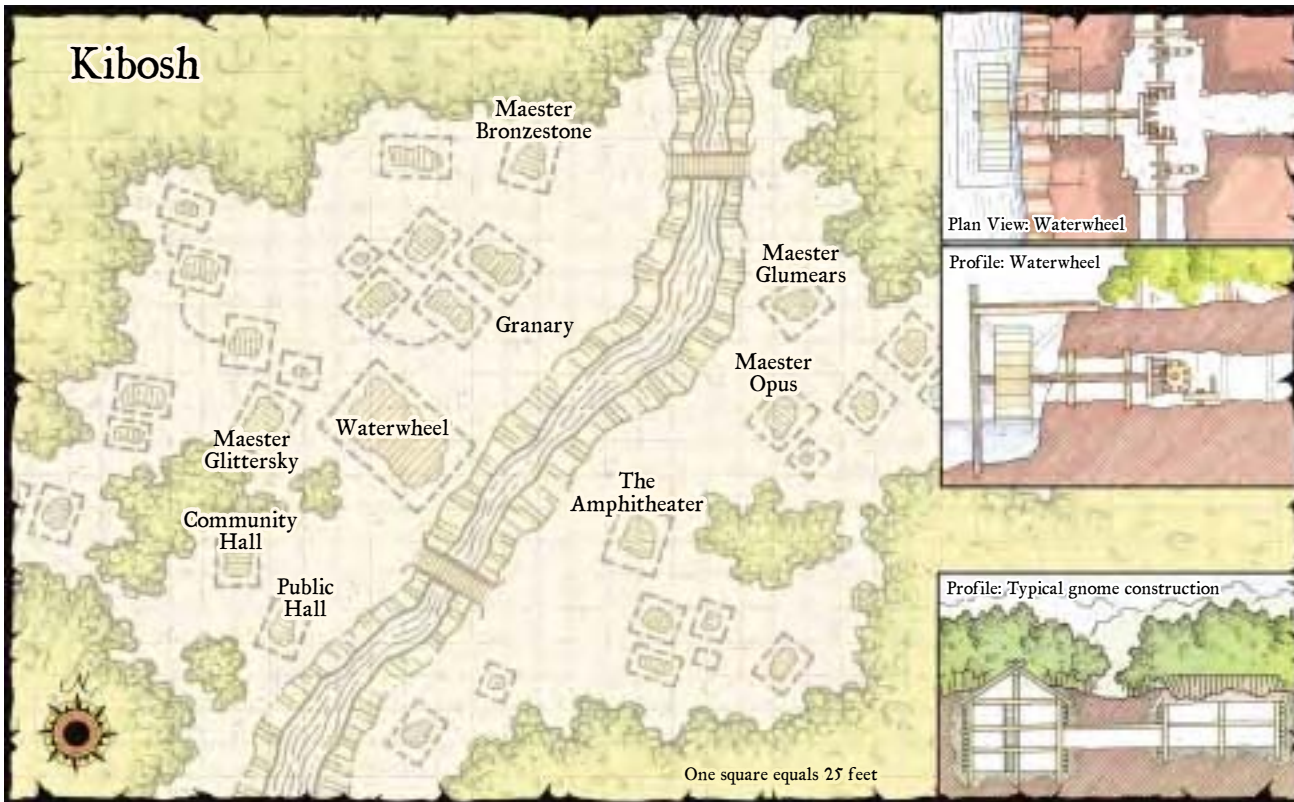 Kibosh
Maester
Bronzestone
Maester
Glumears
Granary
Maester
Opus
Waterwheel
Maester
Glittersky
The
Amphitheater
Community
Hall
Public
Hall
N
One square equals 25 feet
Plan View: Waterwheel
Profile: Waterwheel
Profile: Typical gnome construction